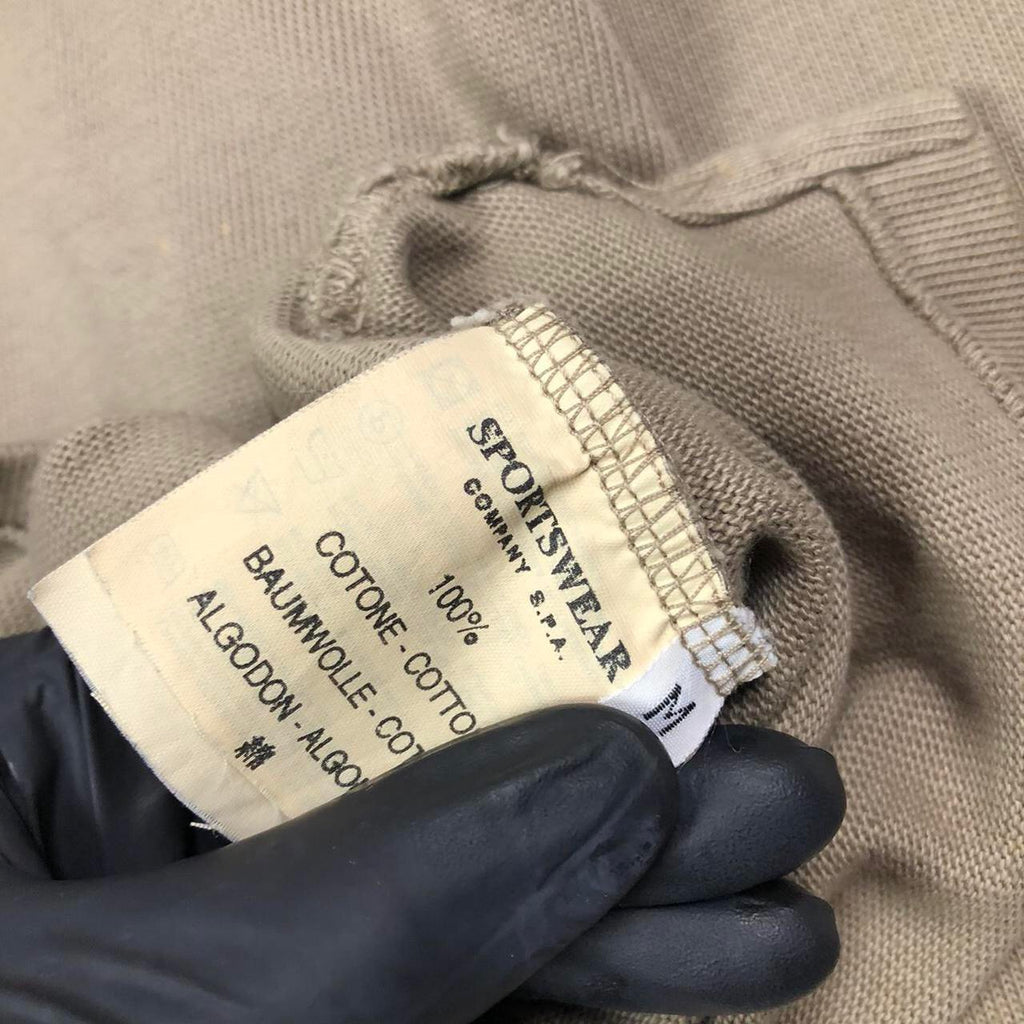 SPORTSWEAR
COMPANY S.P.A.
100%
COTONE - COTTO
BAUMWOLLE - COT
ALGODON - ALGO
綿
M